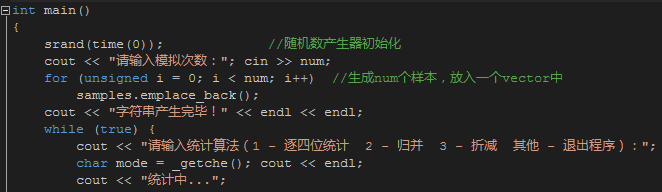 int main()
{
srand(time(0)); //随机数产生器初始化
cout << "请输入模拟次数："; cin >> num;
for (unsigned i = 0; i < num; i++) //生成num个样本，放入一个vector中
samples.emplace_back();
cout << "字符串产生完毕！" << endl << endl;
while (true) {
cout << "请输入统计算法（1 - 逐四位统计 2 - 归并 3 - 折减 其他 - 退出程序）：";
char mode = _getche(); cout << endl;
cout << "统计中...";